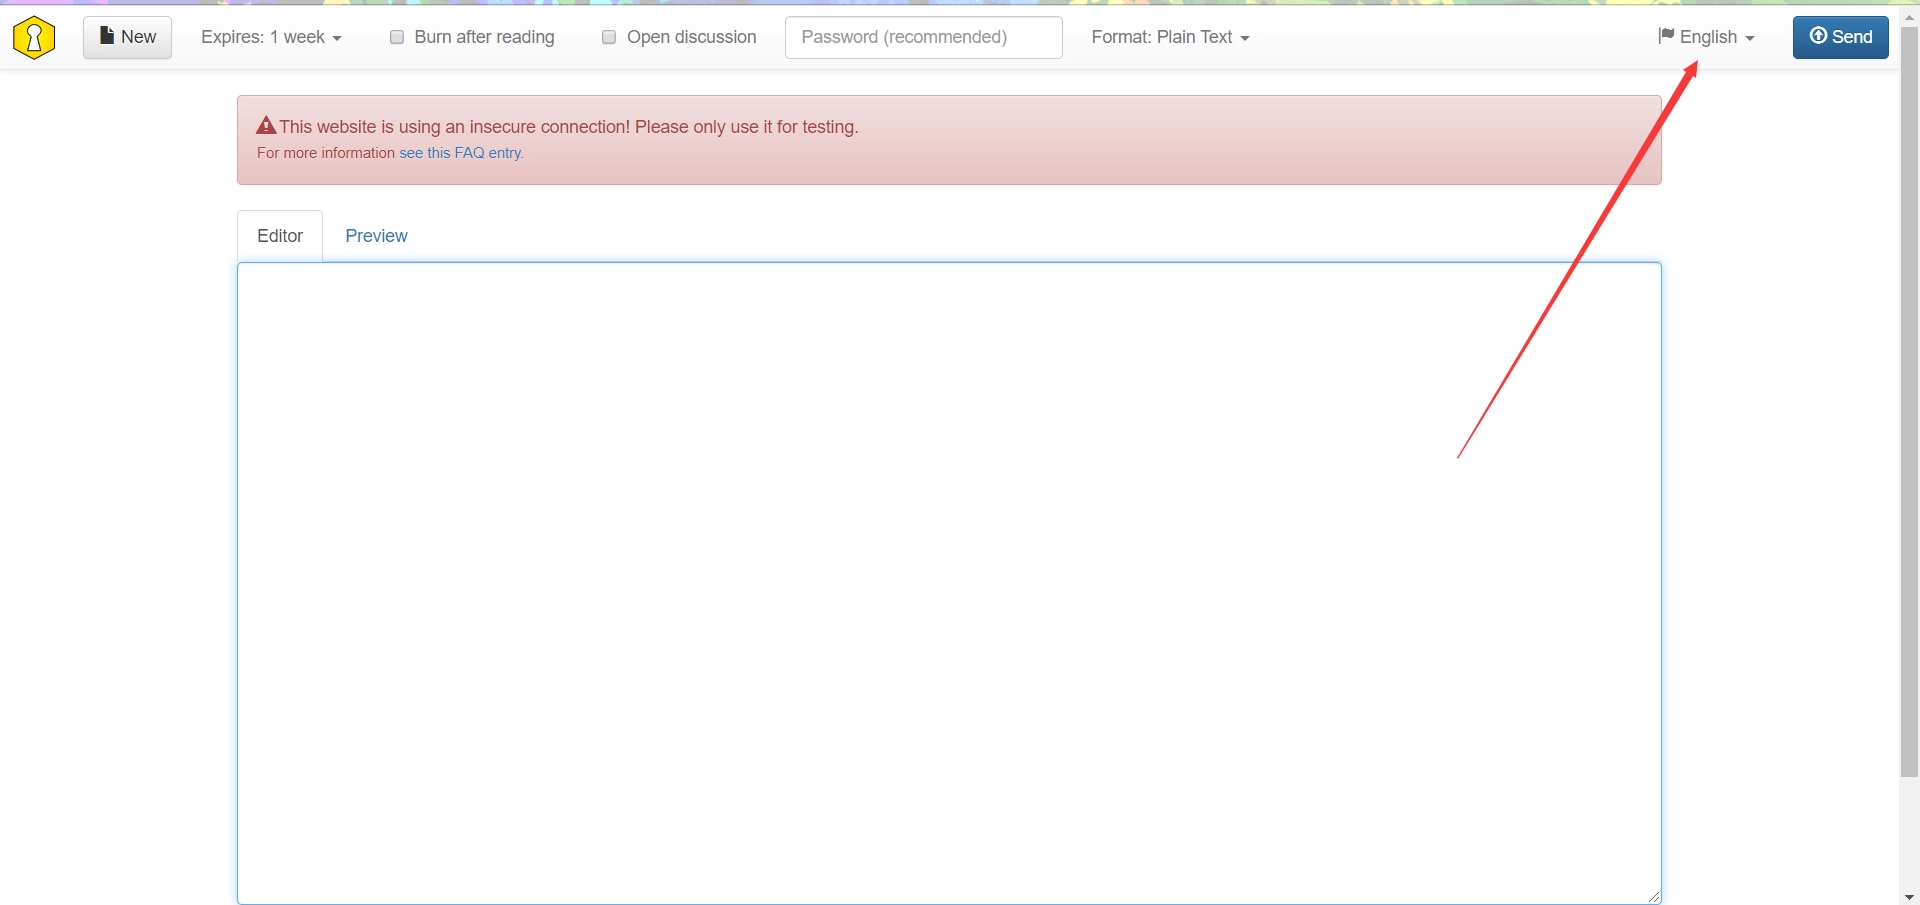 New Expires: 1 week Burn after reading Open discussion Password (recommended) Format: Plain Text English Send
This website is using an insecure connection! Please only use it for testing.
For more information see this FAQ entry.
Editor Preview